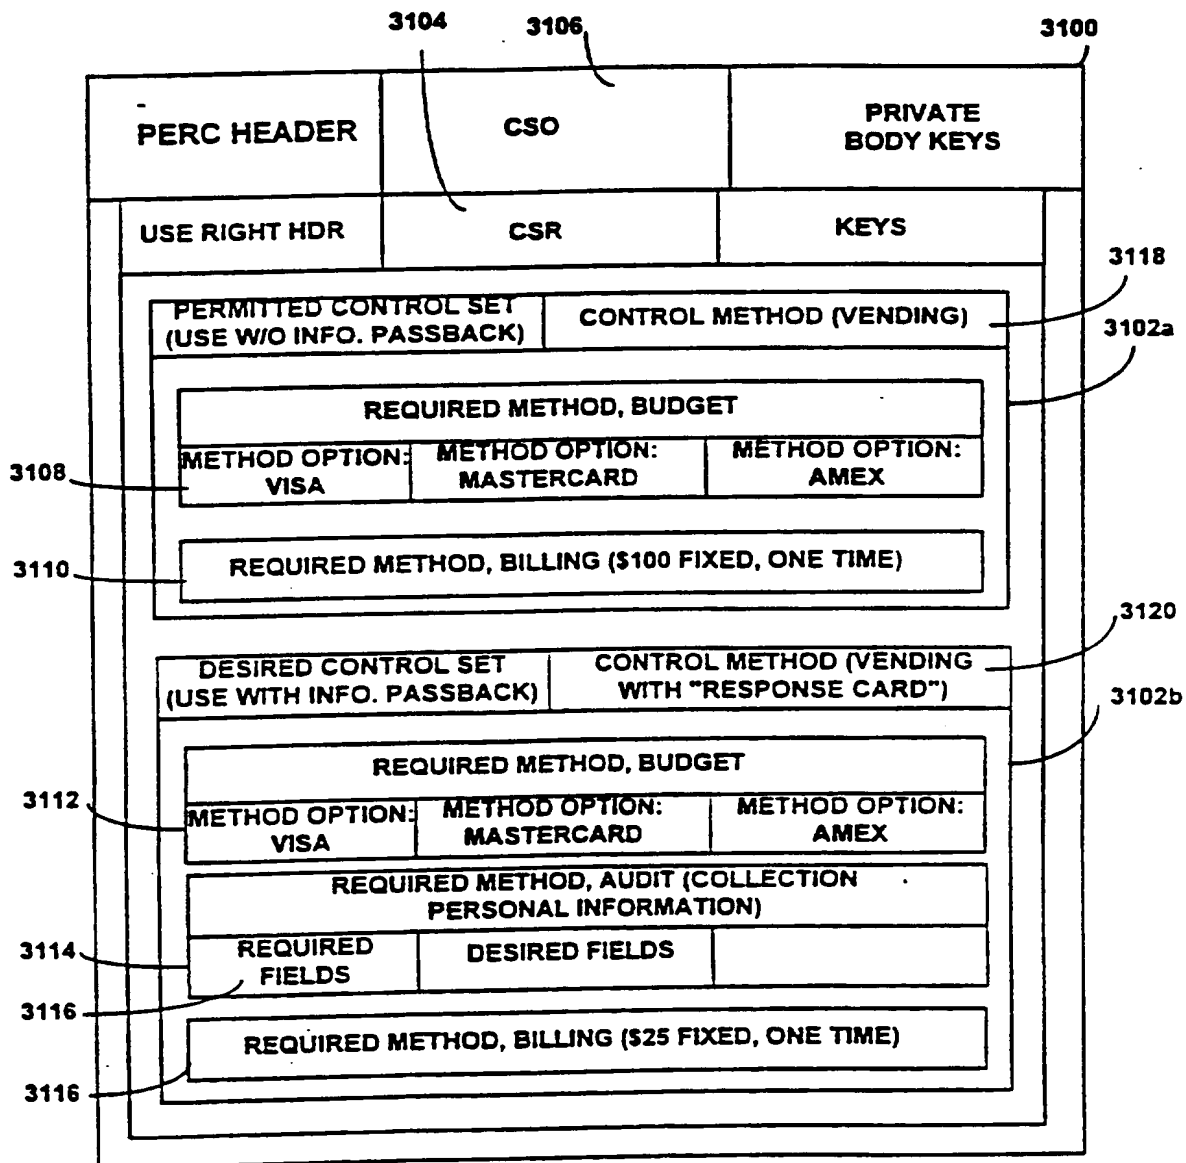 3104
3106
3100
PERC HEADER
CSO
PRIVATE
BODY KEYS
USE RIGHT HDR
CSR
KEYS
3118
PERMITTED CONTROL SET
(USE W/O INFO. PASSBACK)
CONTROL METHOD (VENDING)
3102a
REQUIRED METHOD, BUDGET
3108
METHOD OPTION:
VISA
METHOD OPTION:
MASTERCARD
METHOD OPTION:
AMEX
3110
REQUIRED METHOD, BILLING ($100 FIXED, ONE TIME)
3120
DESIRED CONTROL SET
(USE WITH INFO. PASSBACK)
CONTROL METHOD (VENDING
WITH "RESPONSE CARD")
3102b
REQUIRED METHOD, BUDGET
3112
METHOD OPTION:
VISA
METHOD OPTION:
MASTERCARD
METHOD OPTION:
AMEX
REQUIRED METHOD, AUDIT (COLLECTION
PERSONAL INFORMATION)
3114
REQUIRED
FIELDS
DESIRED FIELDS
3116
REQUIRED METHOD, BILLING ($25 FIXED, ONE TIME)
3116